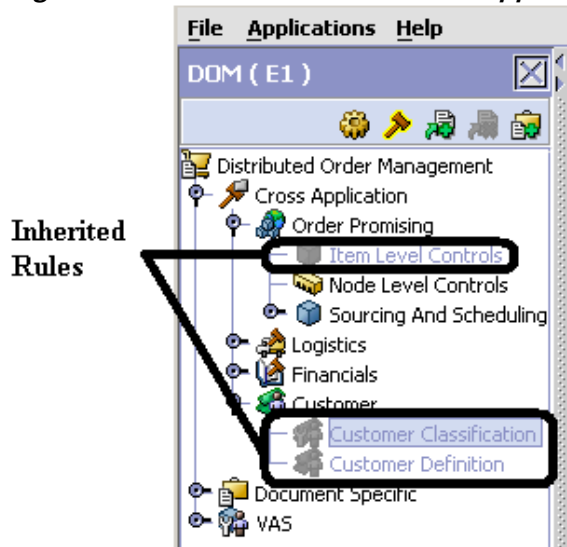 File Applications Help
DOM ( E1 )
Distributed Order Management
Cross Application
Order Promising
Inherited
Rules
Item Level Controls
Node Level Controls
Sourcing And Scheduling
Logistics
Financials
Customer
Customer Classification
Customer Definition
Document Specific
VAS